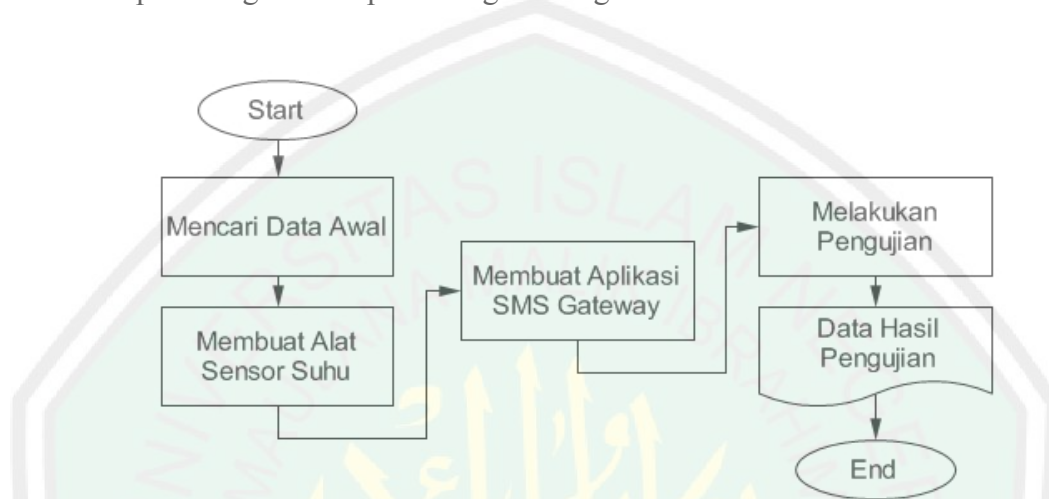 Start
Mencari Data Awal
Membuat Alat
Sensor Suhu
Membuat Aplikasi
SMS Gateway
Melakukan
Pengujian
Data Hasil
Pengujian
End